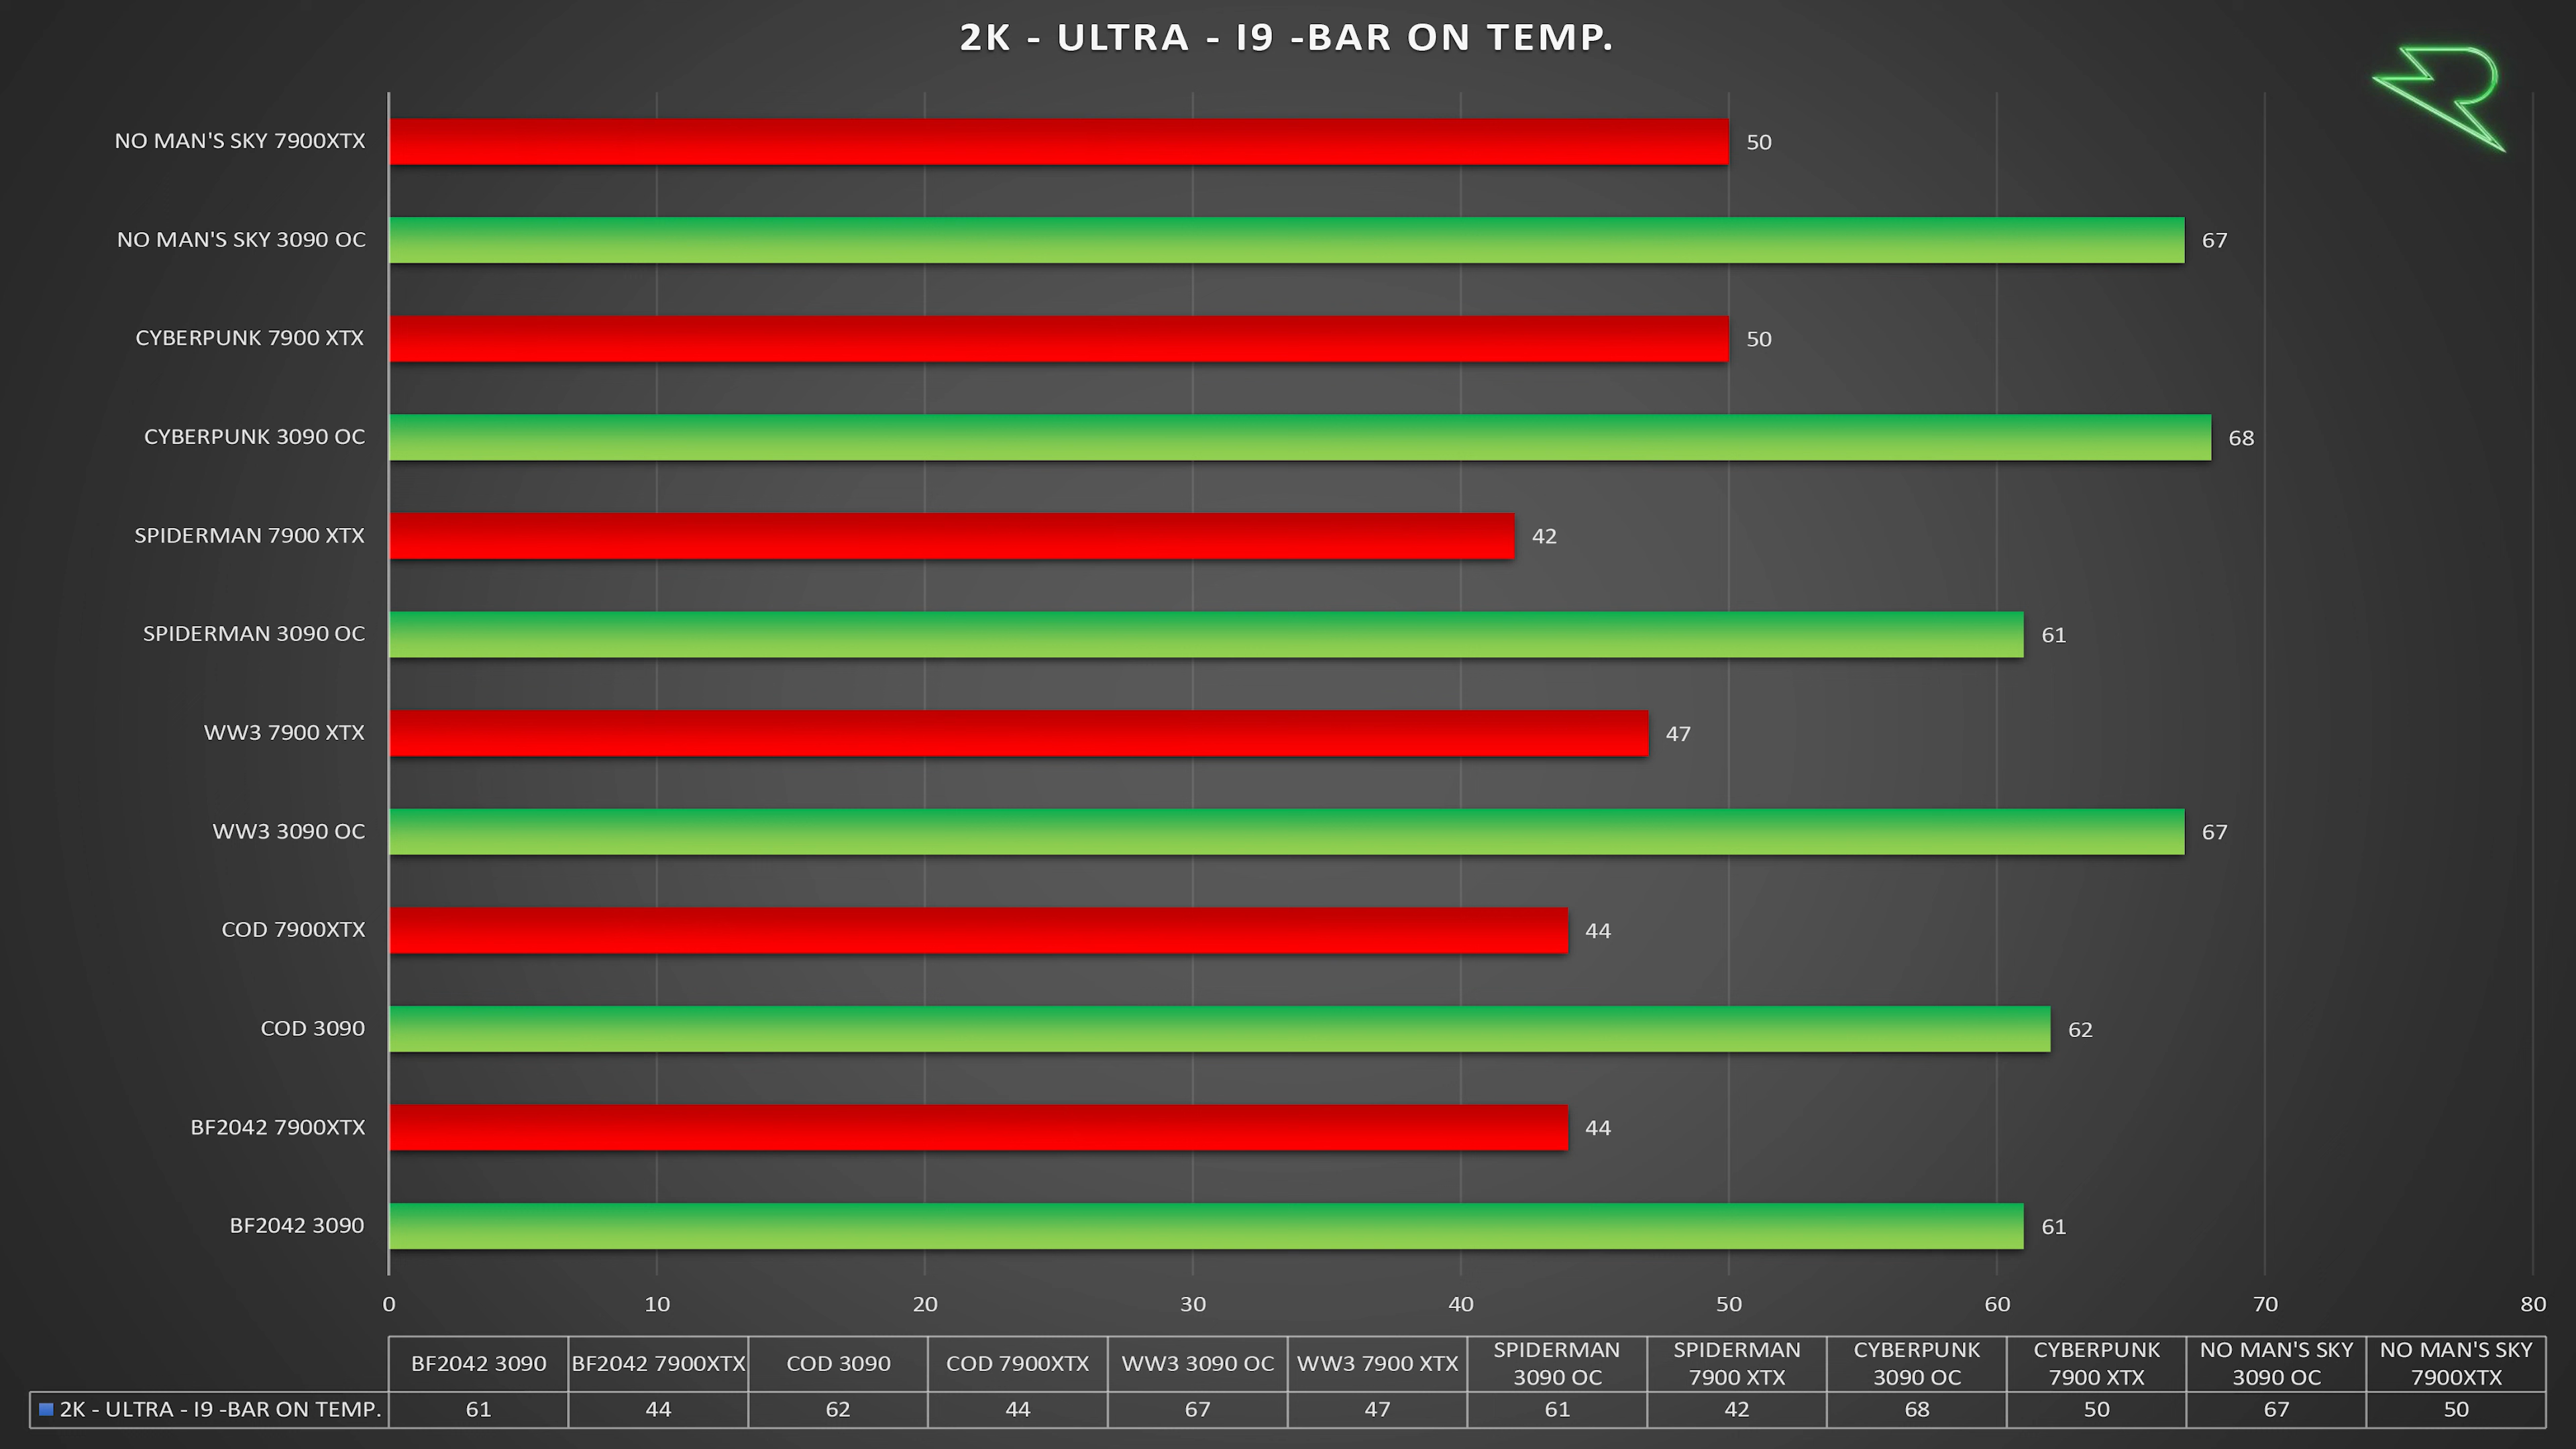 2K - ULTRA - I9 -BAR ON TEMP.
NO MAN'S SKY 7900XTX
50
NO MAN'S SKY 3090 OC
67
CYBERPUNK 7900 XTX
50
CYBERPUNK 3090 OC
68
SPIDERMAN 7900 XTX
42
SPIDERMAN 3090 OC
61
WW3 7900 XTX
47
WW3 3090 OC
67
COD 7900XTX
44
COD 3090
62
BF2042 7900XTX
44
BF2042 3090
61
0 10 20 30 40 50 60 70 80
BF2042 3090
BF2042 7900XTX
COD 3090
COD 7900XTX
WW3 3090 OC
WW3 7900 XTX
SPIDERMAN
3090 OC
SPIDERMAN
7900 XTX
CYBERPUNK
3090 OC
CYBERPUNK
7900 XTX
NO MAN'S SKY
3090 OC
NO MAN'S SKY
7900XTX
2K - ULTRA - I9 -BAR ON TEMP. 61 44 62 44 67 47 61 42 68 50 67 50